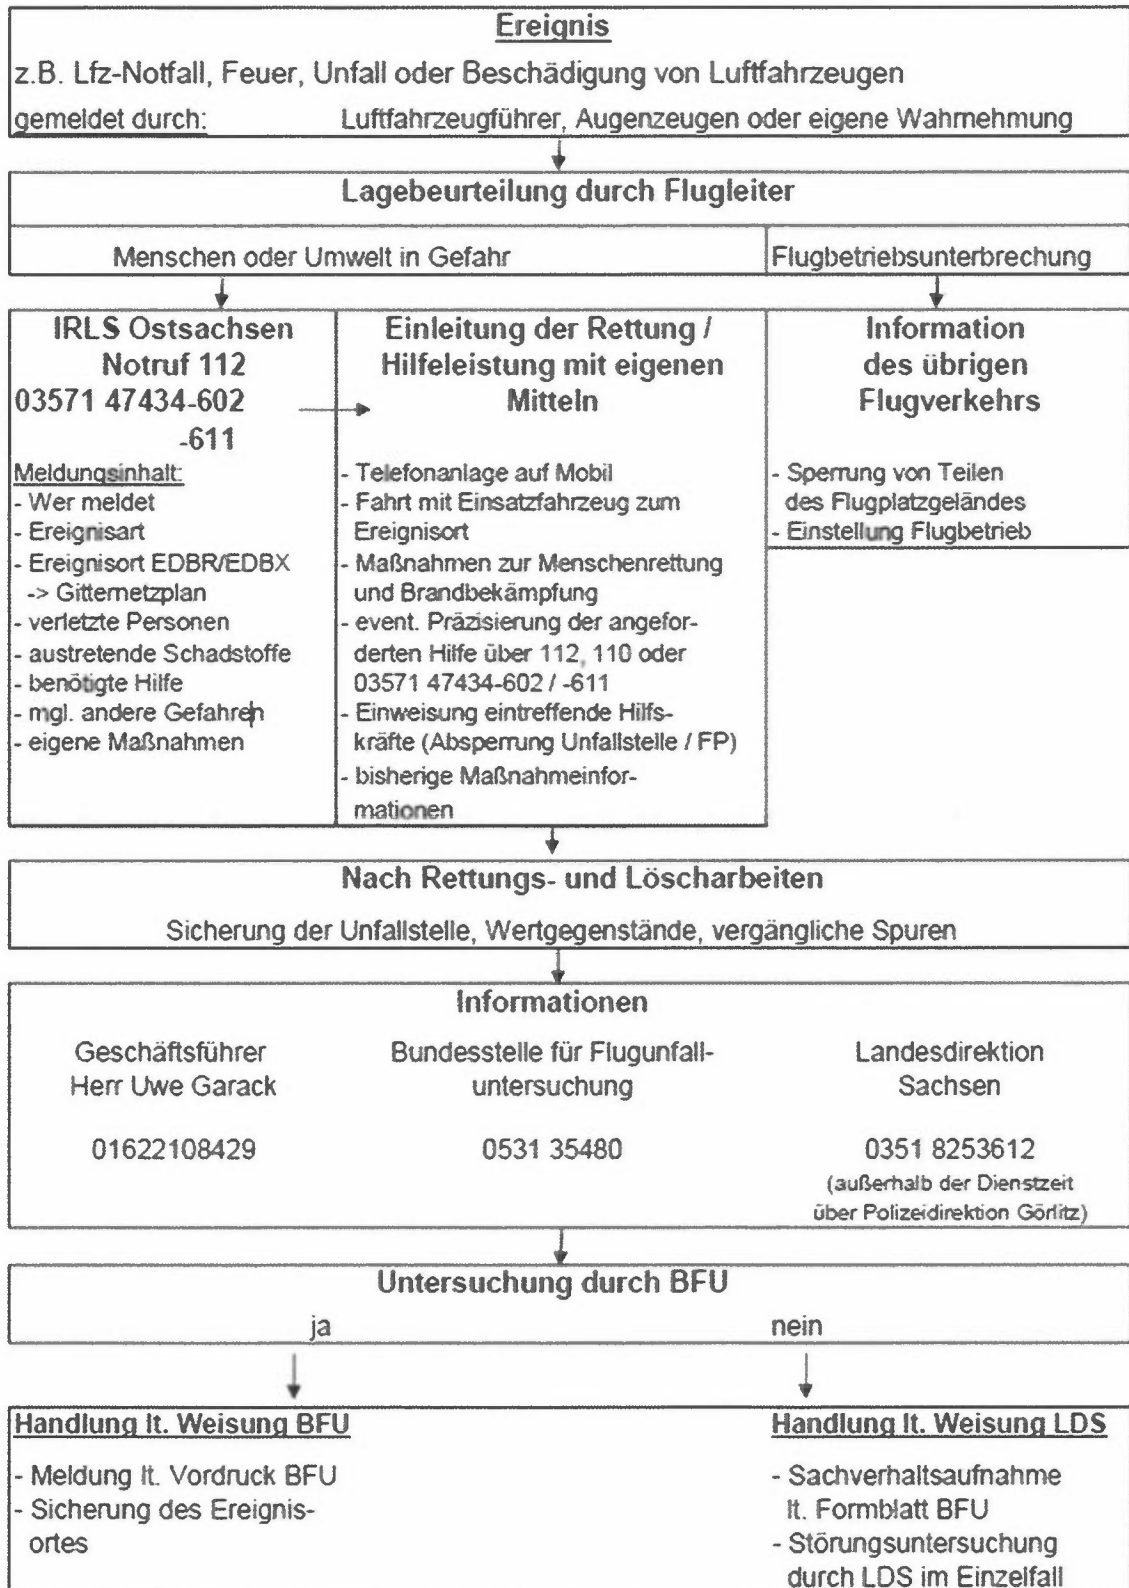 Ereignis
z.B. Lfz-Notfall, Feuer, Unfall oder Beschädigung von Luftfahrzeugen
gemeldet durch: Luftfahrzeugführer, Augenzeugen oder eigene Wahrnehmung
Lagebeurteilung durch Flugleiter
Menschen oder Umwelt in Gefahr
Flugbetriebsunterbrechung
IRLS Ostsachsen
Notruf 112
03571 47434-602
-611
Meldungsinhalt:
- Wer meldet
- Ereignisart
- Ereignisort EDBR/EDBX
-> Gitternetzplan
- verletzte Personen
- austretende Schadstoffe
- benötigte Hilfe
- mgl. andere Gefahren
- eigene Maßnahmen
Einleitung der Rettung /
Hilfeleistung mit eigenen
Mitteln
- Telefonanlage auf Mobil
- Fahrt mit Einsatzfahrzeug zum
Ereignisort
- Maßnahmen zur Menschenrettung
und Brandbekämpfung
- event. Präzisierung der angefor-
derten Hilfe über 112, 110 oder
03571 47434-602 / -611
- Einweisung eintreffende Hilfs-
kräfte (Absperrung Unfallstelle / FP)
- bisherige Maßnahmeinfor-
mationen
Information
des übrigen
Flugverkehrs
- Sperrung von Teilen
des Flugplatzgeländes
- Einstellung Flugbetrieb
Nach Rettungs- und Löscharbeiten
Sicherung der Unfallstelle, Wertgegenstände, vergängliche Spuren
Informationen
Geschäftsführer
Herr Uwe Garack
01622108429
Bundesstelle für Flugunfall-
untersuchung
0531 35480
Landesdirektion
Sachsen
0351 8253612
(außerhalb der Dienstzeit
über Polizeidirektion Görlitz)
Untersuchung durch BFU
ja
nein
Handlung lt. Weisung BFU
- Meldung lt. Vordruck BFU
- Sicherung des Ereignis-
ortes
Handlung lt. Weisung LDS
- Sachverhaltsaufnahme
lt. Formblatt BFU
- Störungsuntersuchung
durch LDS im Einzelfall